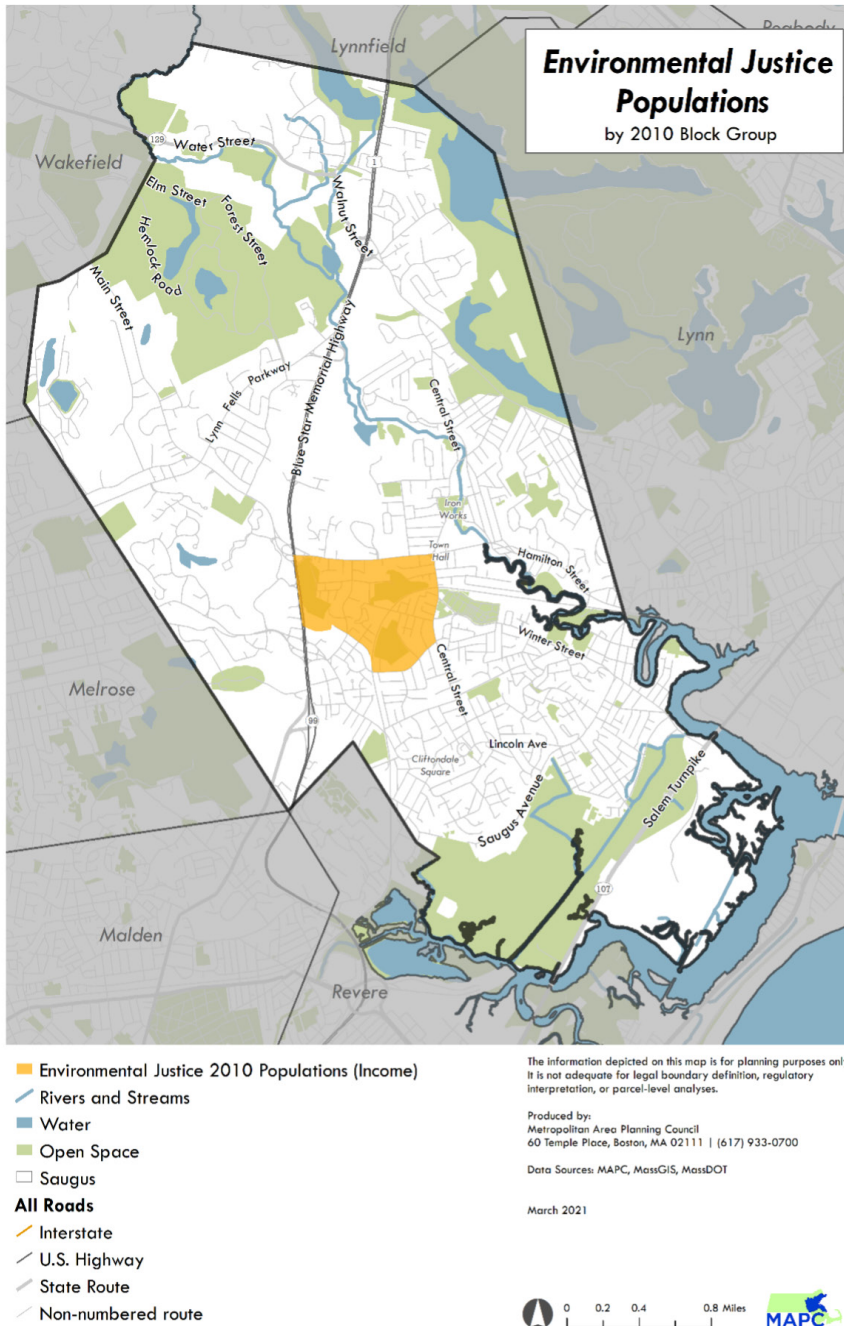 Lynnfield
Peabody
Environmental Justice
Populations
by 2010 Block Group
129
Water Street
1
Wakefield
Elm Street
Forest Street
Walnut Street
Hemlock Road
Main Street
Lynn
Blue Star Memorial Highway
Lynn Fells Parkway
Central Street
Iron
Works
Town
Hall
Hamilton Street
Winter Street
Central Street
Melrose
99
Lincoln Ave
Cliftondale
Square
Salem Turnpike
Saugus Avenue
107
Malden
Revere
Environmental Justice 2010 Populations (Income)
Rivers and Streams
Water
Open Space
Saugus
All Roads
Interstate
U.S. Highway
State Route
Non-numbered route
The information depicted on this map is for planning purposes onl
It is not adequate for legal boundary definition, regulatory
interpretation, or parcel-level analyses.
Produced by:
Metropolitan Area Planning Council
60 Temple Place, Boston, MA 02111 | (617) 933-0700
Data Sources: MAPC, MassGIS, MassDOT
March 2021
0 0.2 0.4 0.8 Miles
MAPC